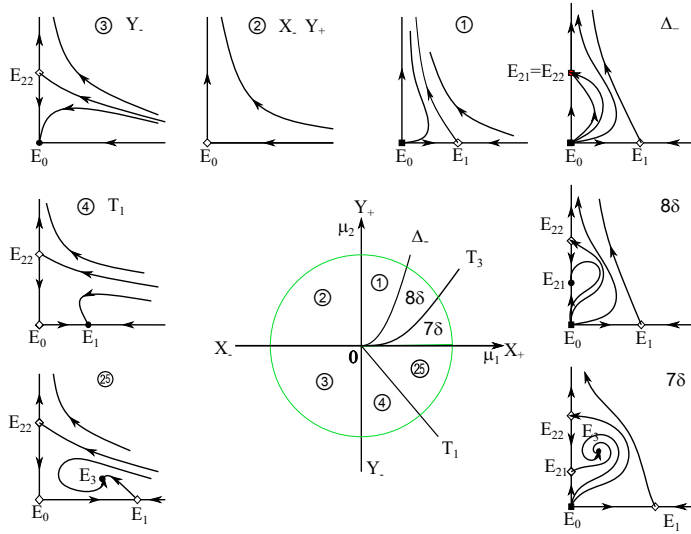 ③ Y₋
E₂₂
E₀
② X₋ Y₊
E₀
①
E₀ E₁
Δ₋
E₂₁=E₂₂
E₀ E₁
④ T₁
E₂₂
E₀ E₁
8δ
E₂₂
E₂₁
E₀ E₁
㉕
E₂₂
E₃
E₀ E₁
Y₊
μ₂
Δ₋
T₃
①
②
8δ
7δ
X₋ 0 μ₁ X₊
③ ㉕
④
T₁
Y₋
7δ
E₂₂
E₃
E₂₁
E₀ E₁